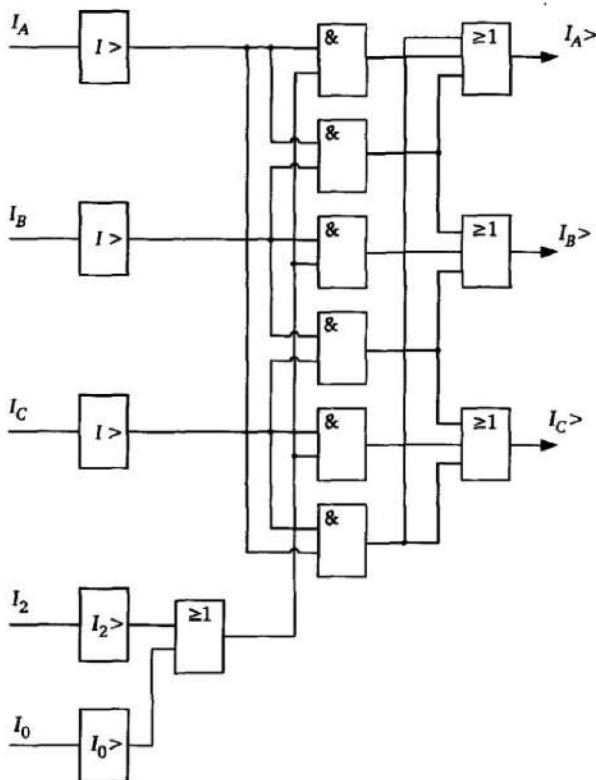 I_A I > & ≥1 I_A>
&
I_B I > & ≥1 I_B>
&
I_C I > & ≥1 I_C>
&
I_2 I_2> ≥1
I_0 I_0>